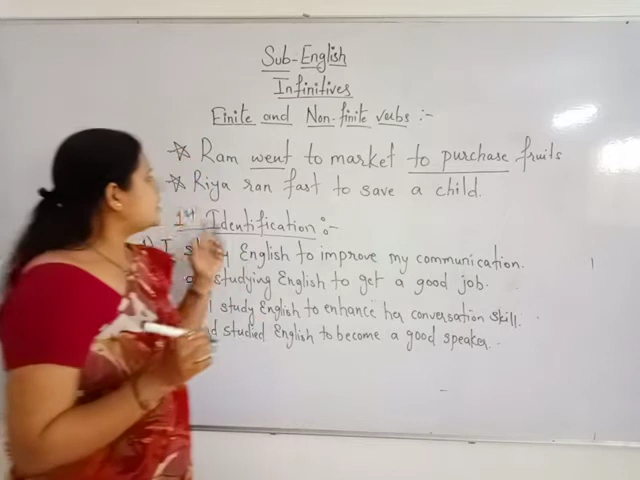 Sub-English
Infinitives
Finite and Non-finite verbs :-
☆ Ram went to market to purchase fruits
☆ Riya ran fast to save a child.
1st Identification :-
I English to improve my communication.
studying English to get a good job.
study English to enhance her conversation skill.
studied English to become a good speaker.